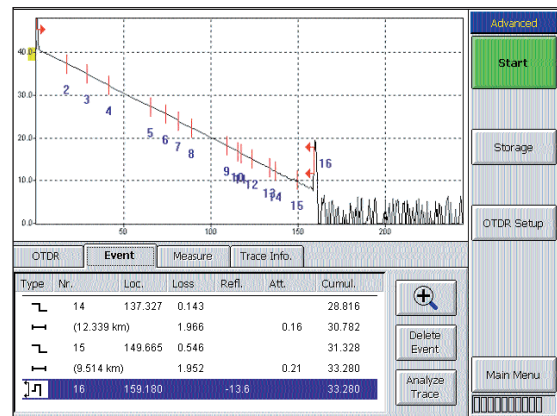 Advanced
Start
Storage
OTDR Setup
Main Menu
40.0
30.0
20.0
10.0
0.0
2
3
4
5
6
7
8
9
10
11
12
13
14
15
16
50
100
150
200
OTDR Event Measure Trace Info.
Type Nr. Loc. Loss Refl. Att. Cumul.
14 137.327 0.143 28.816
(12.339 km) 1.966 0.16 30.782
15 149.665 0.546 31.328
(9.514 km) 1.952 0.21 33.280
16 159.180 -13.6 33.280
Delete
Event
Analyze
Trace